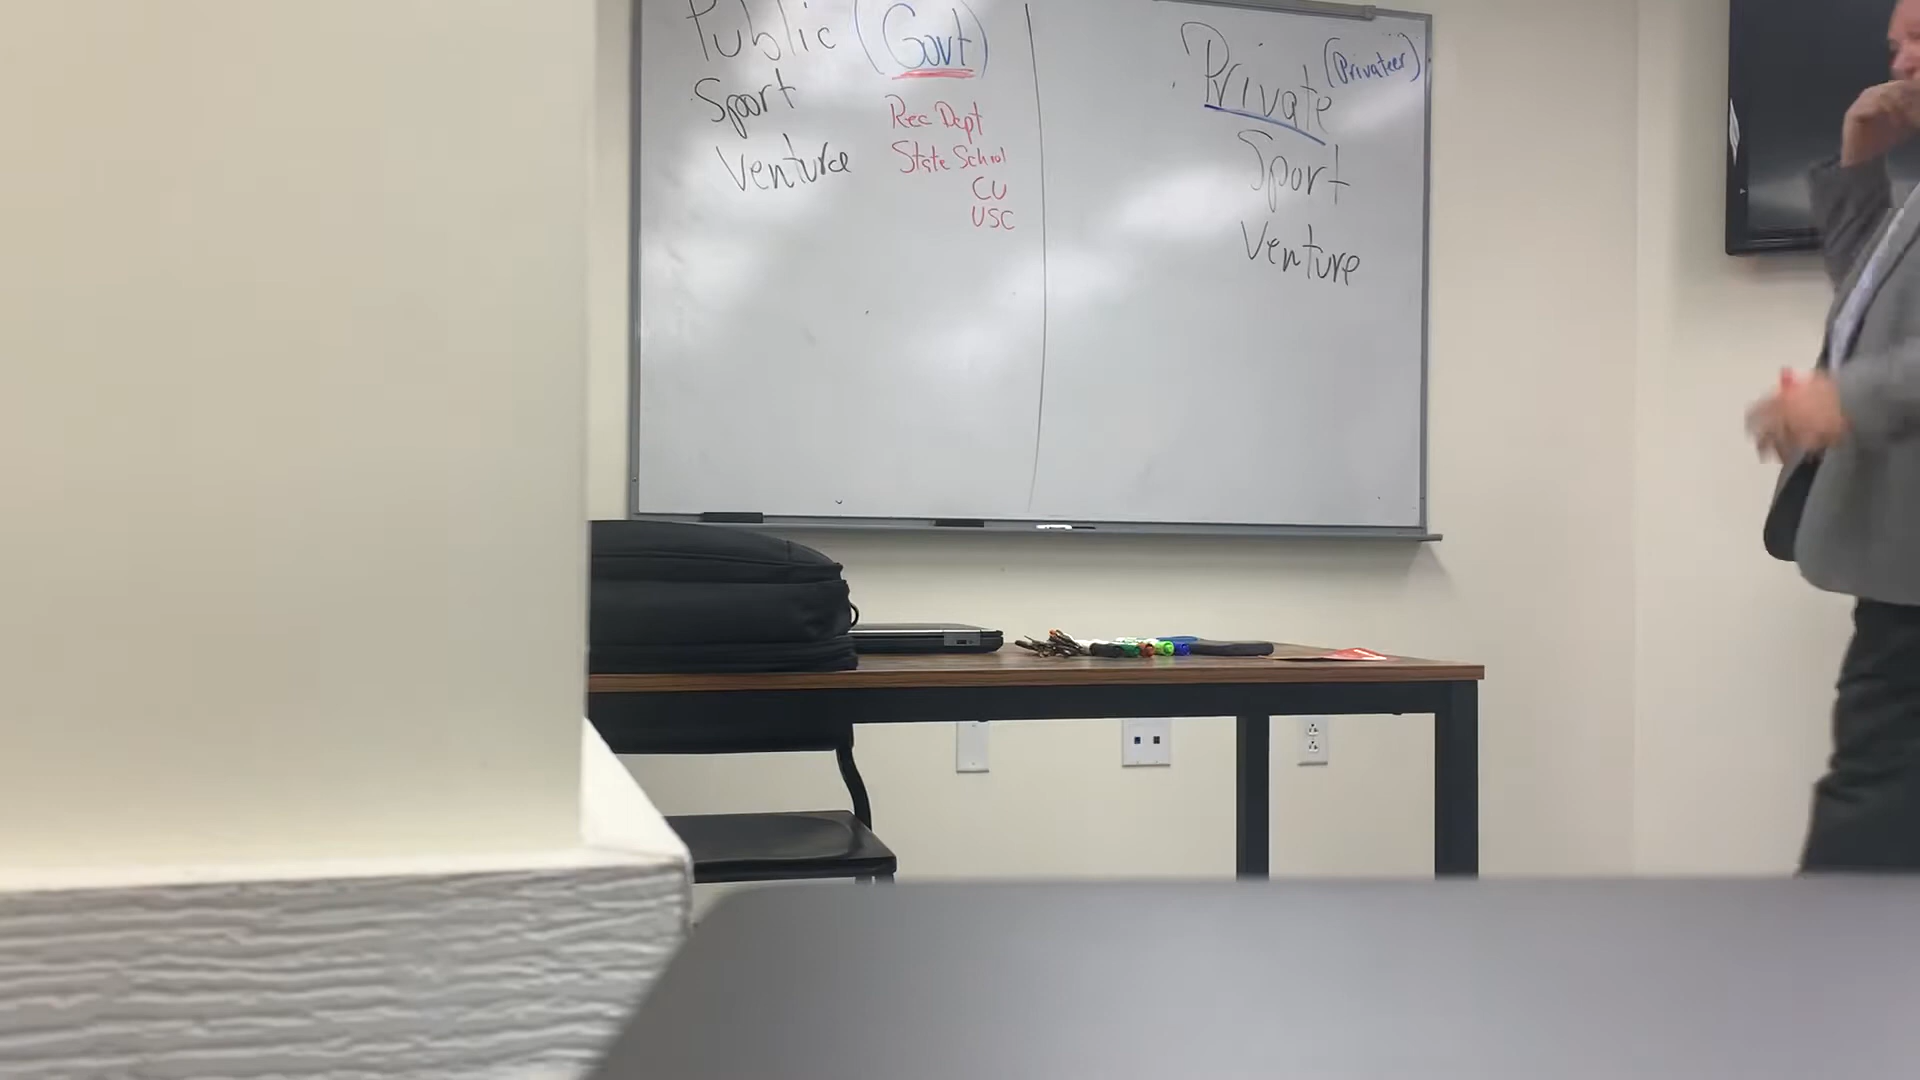 Public (Govt)
Sport
Venture
Rec Dept
State School
CU
USC
Private (Privateer)
Sport
Venture